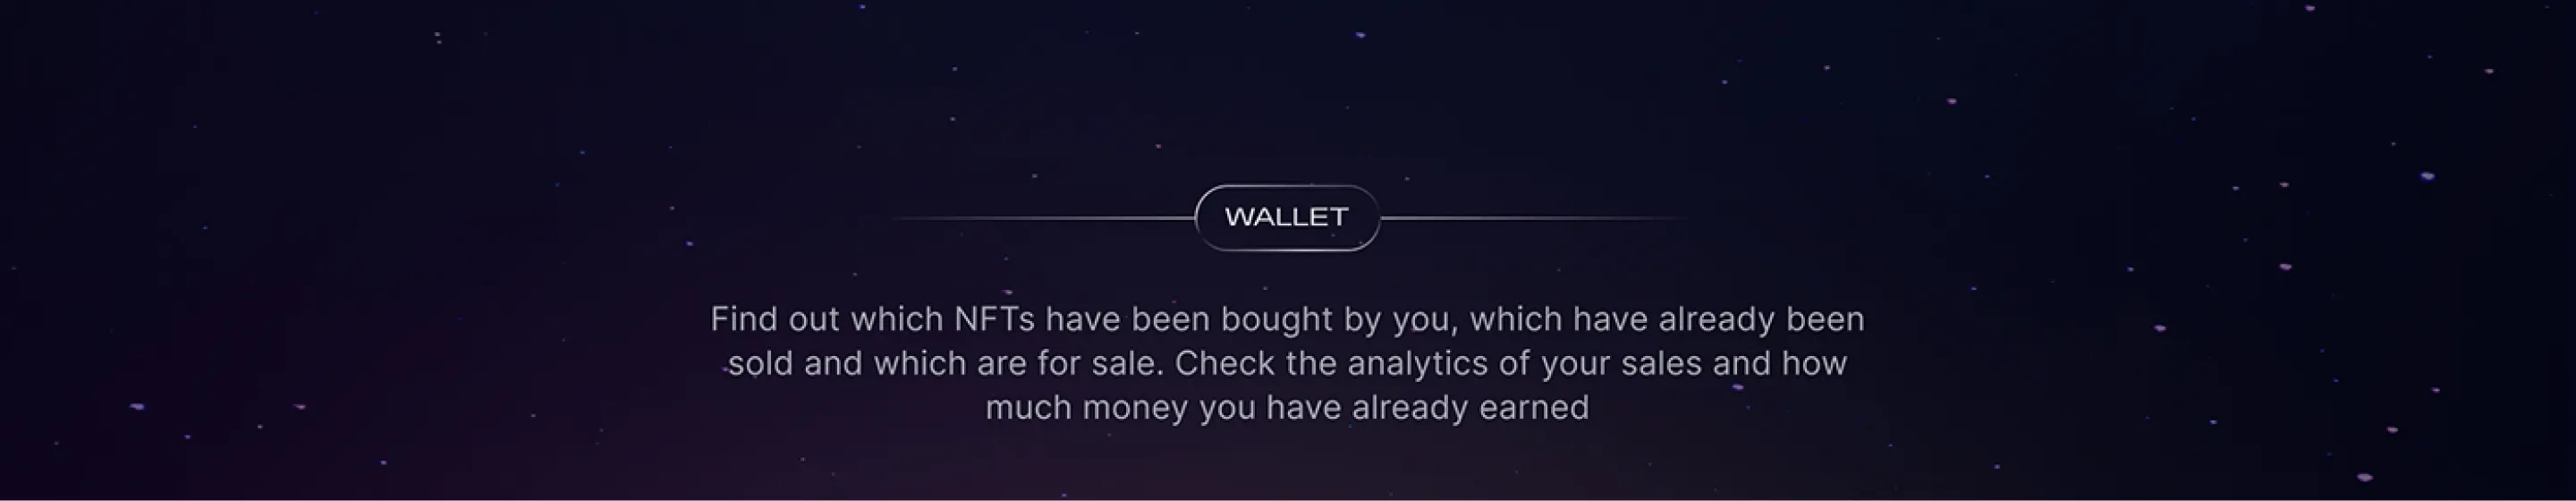 WALLET
Find out which NFTs have been bought by you, which have already been
sold and which are for sale. Check the analytics of your sales and how
much money you have already earned